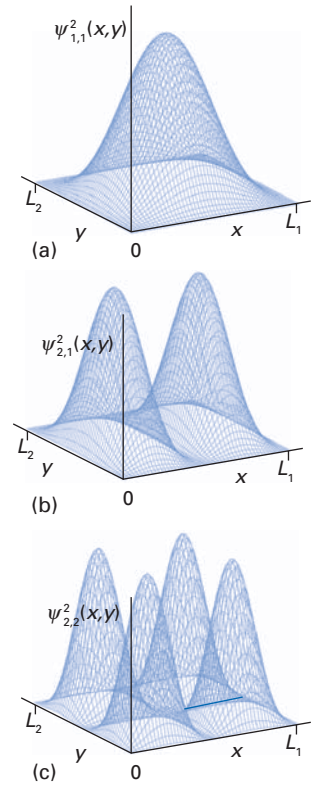 ψ²₁,₁(x,y)
L₂
y
0
x
L₁
(a)
ψ²₂,₁(x,y)
L₂
y
0
x
L₁
(b)
ψ²₂,₂(x,y)
L₂
y
0
x
L₁
(c)